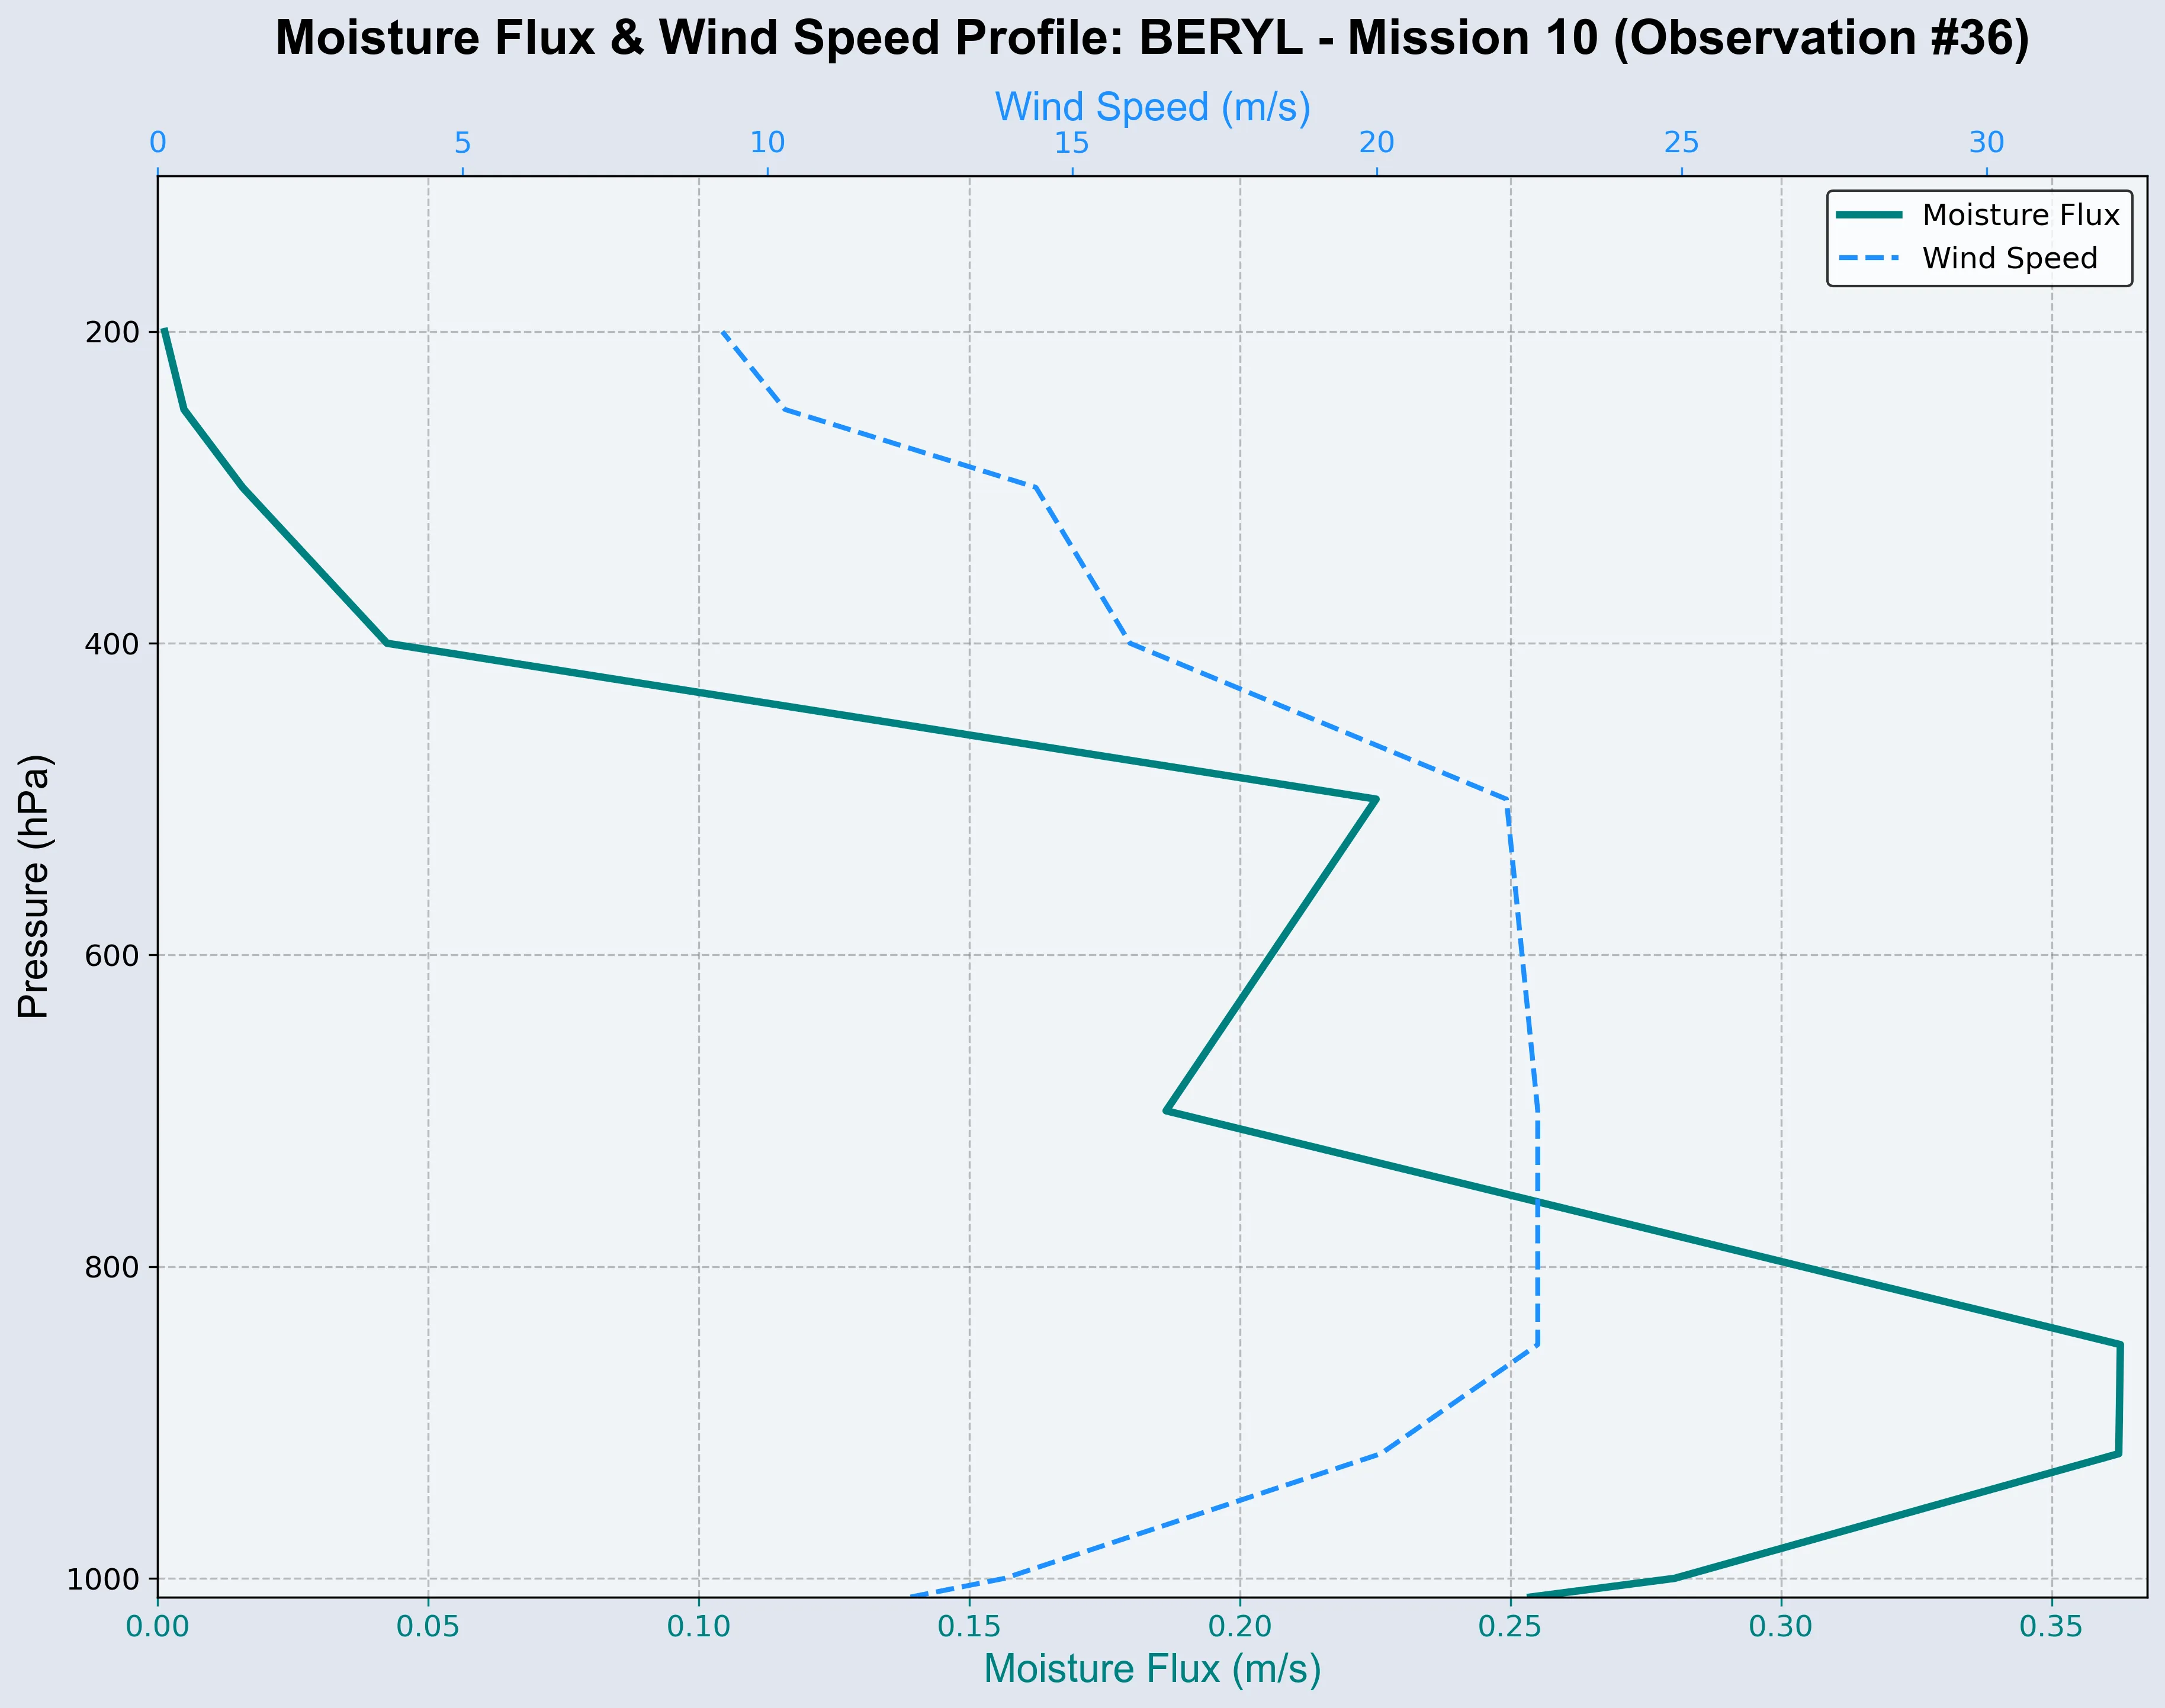 Moisture Flux & Wind Speed Profile: BERYL - Mission 10 (Observation #36)
Wind Speed (m/s)
0 5 10 15 20 25 30
Moisture Flux
Wind Speed
200
400
600
800
1000
Pressure (hPa)
0.00 0.05 0.10 0.15 0.20 0.25 0.30 0.35
Moisture Flux (m/s)